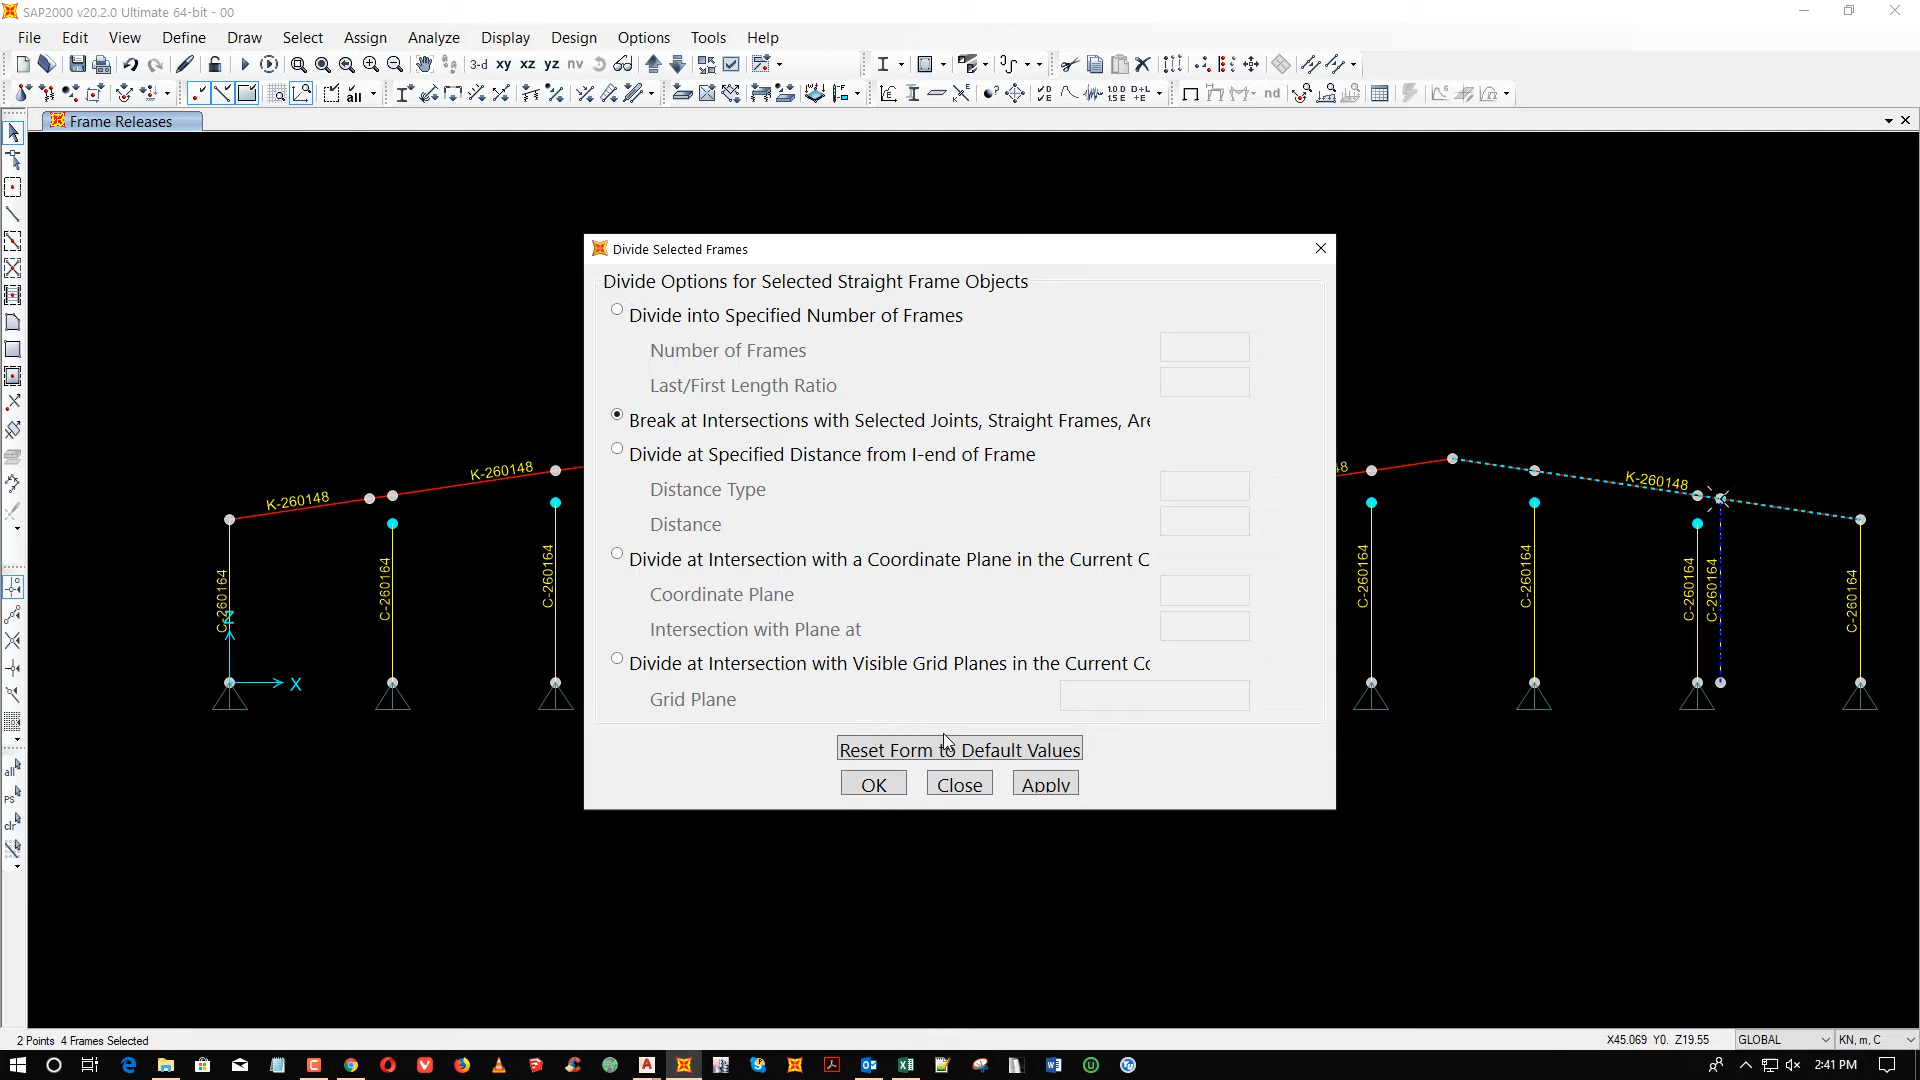 SAP2000 v20.2.0 Ultimate 64-bit - 00
File Edit View Define Draw Select Assign Analyze Display Design Options Tools Help
3-d xy xz yz nv
all
nd
Frame Releases
Divide Selected Frames
Divide Options for Selected Straight Frame Objects
Divide into Specified Number of Frames
Number of Frames
Last/First Length Ratio
Break at Intersections with Selected Joints, Straight Frames, Are
Divide at Specified Distance from I-end of Frame
Distance Type
Distance
Divide at Intersection with a Coordinate Plane in the Current C
Coordinate Plane
Intersection with Plane at
Divide at Intersection with Visible Grid Planes in the Current Co
Grid Plane
Reset Form to Default Values
OK Close Apply
K-260148
K-260148
48
K-260148
C-260164
C-260164
C-260164
C-260164
C-260164
C-260164
C-260164
C-260164
Z
X
all
PS
clr
2 Points 4 Frames Selected
X45.069 Y0. Z19.55
GLOBAL
KN, m, C
2:41 PM